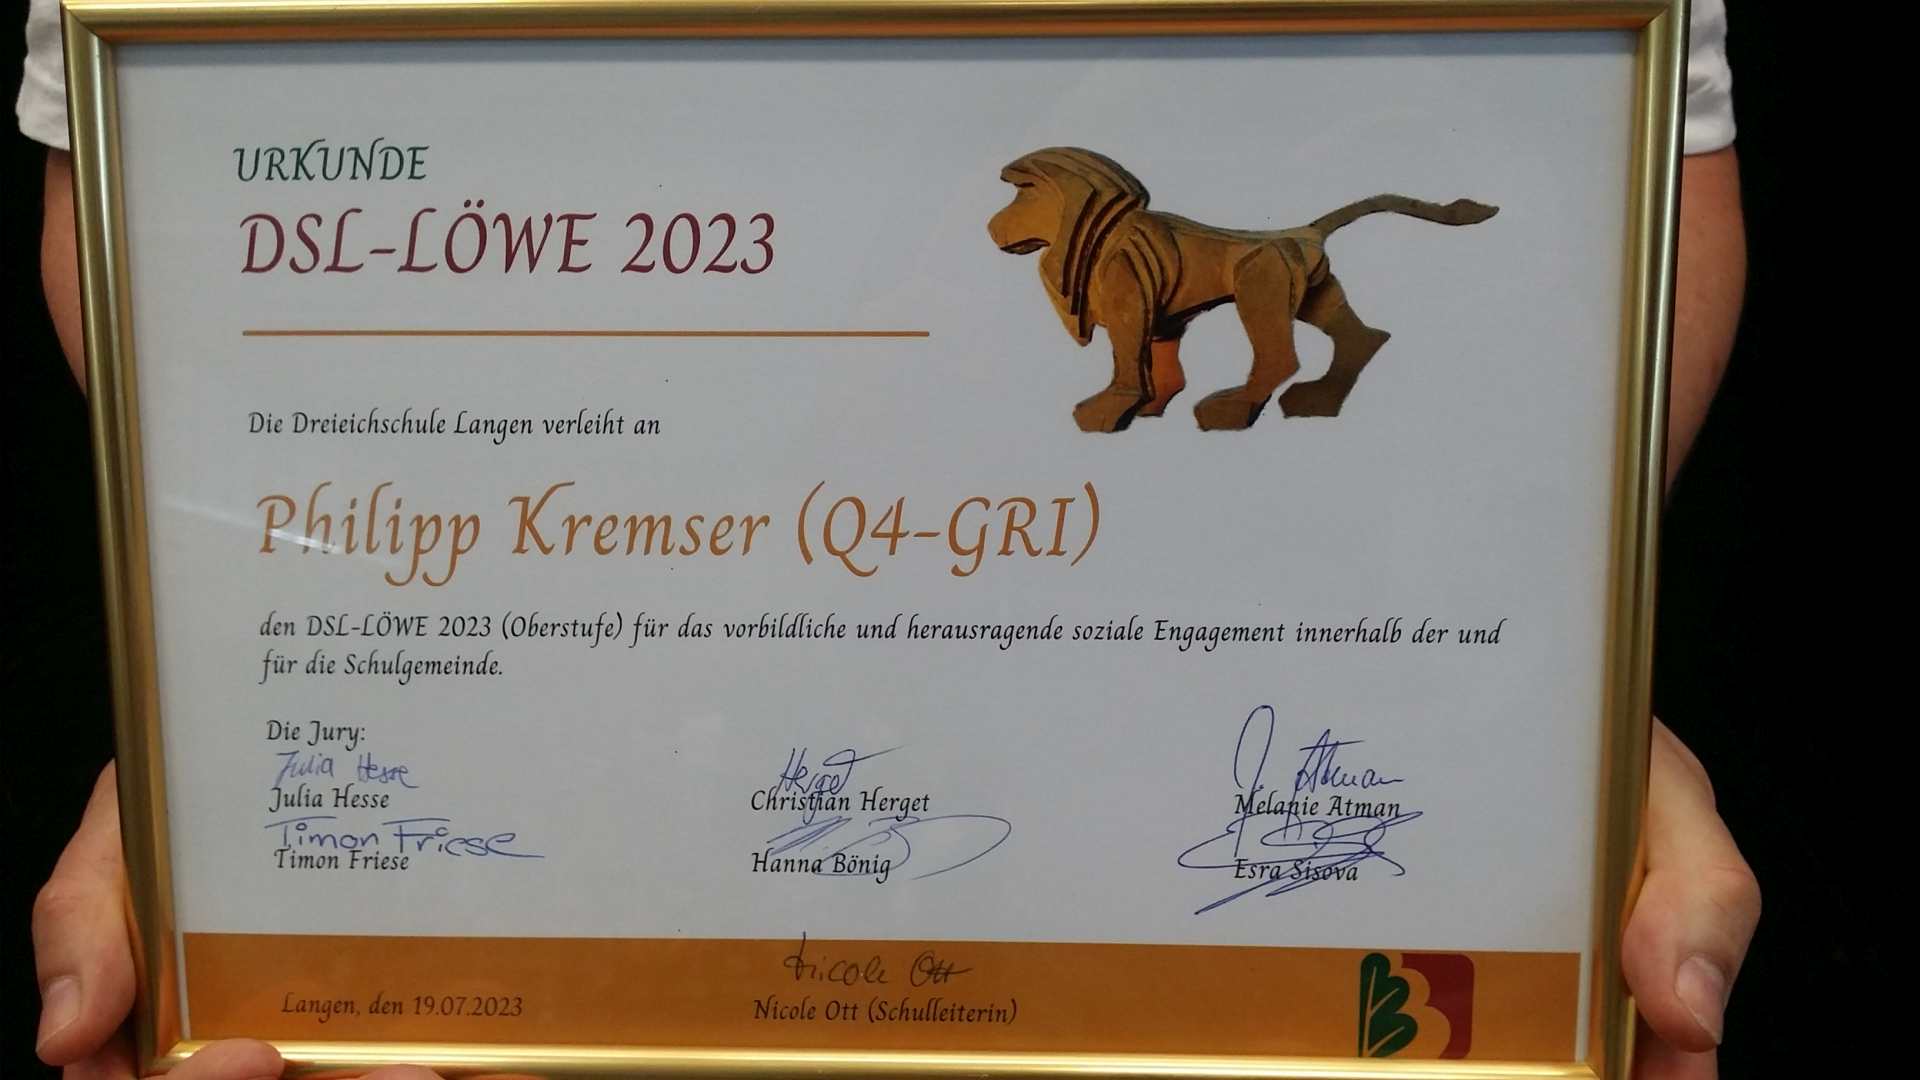 URKUNDE
DSL-LÖWE 2023
Die Dreieichschule Langen verleiht an
Philipp Kremser (Q4-GRI)
den DSL-LÖWE 2023 (Oberstufe) für das vorbildliche und herausragende soziale Engagement innerhalb der und
für die Schulgemeinde.
Die Jury:
Julia Hesse
Julia Hesse
Timon Friese
Timon Friese
Herget
Christian Herget
Hanna Bönig
J. Atman
Melanie Atman
Esra Sisova
Langen, den 19.07.2023
Nicole Ott
Nicole Ott (Schulleiterin)